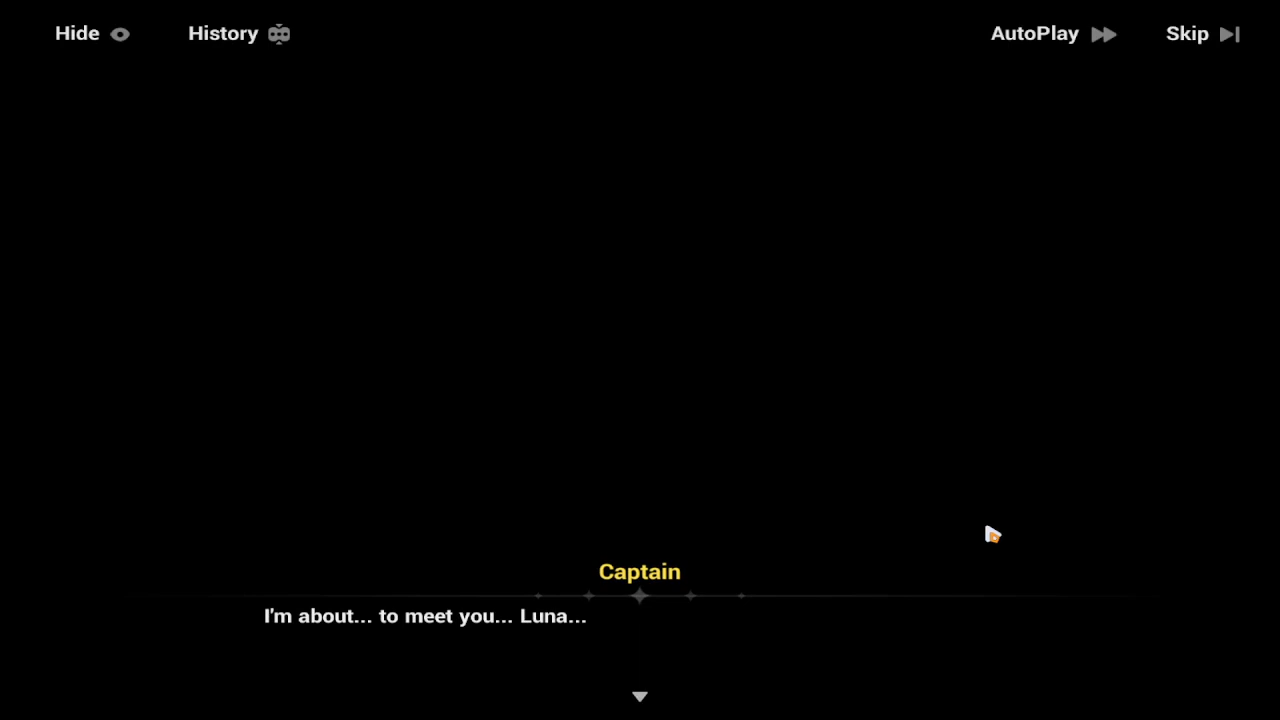 Hide
History
AutoPlay
Skip
Captain
I'm about... to meet you... Luna...